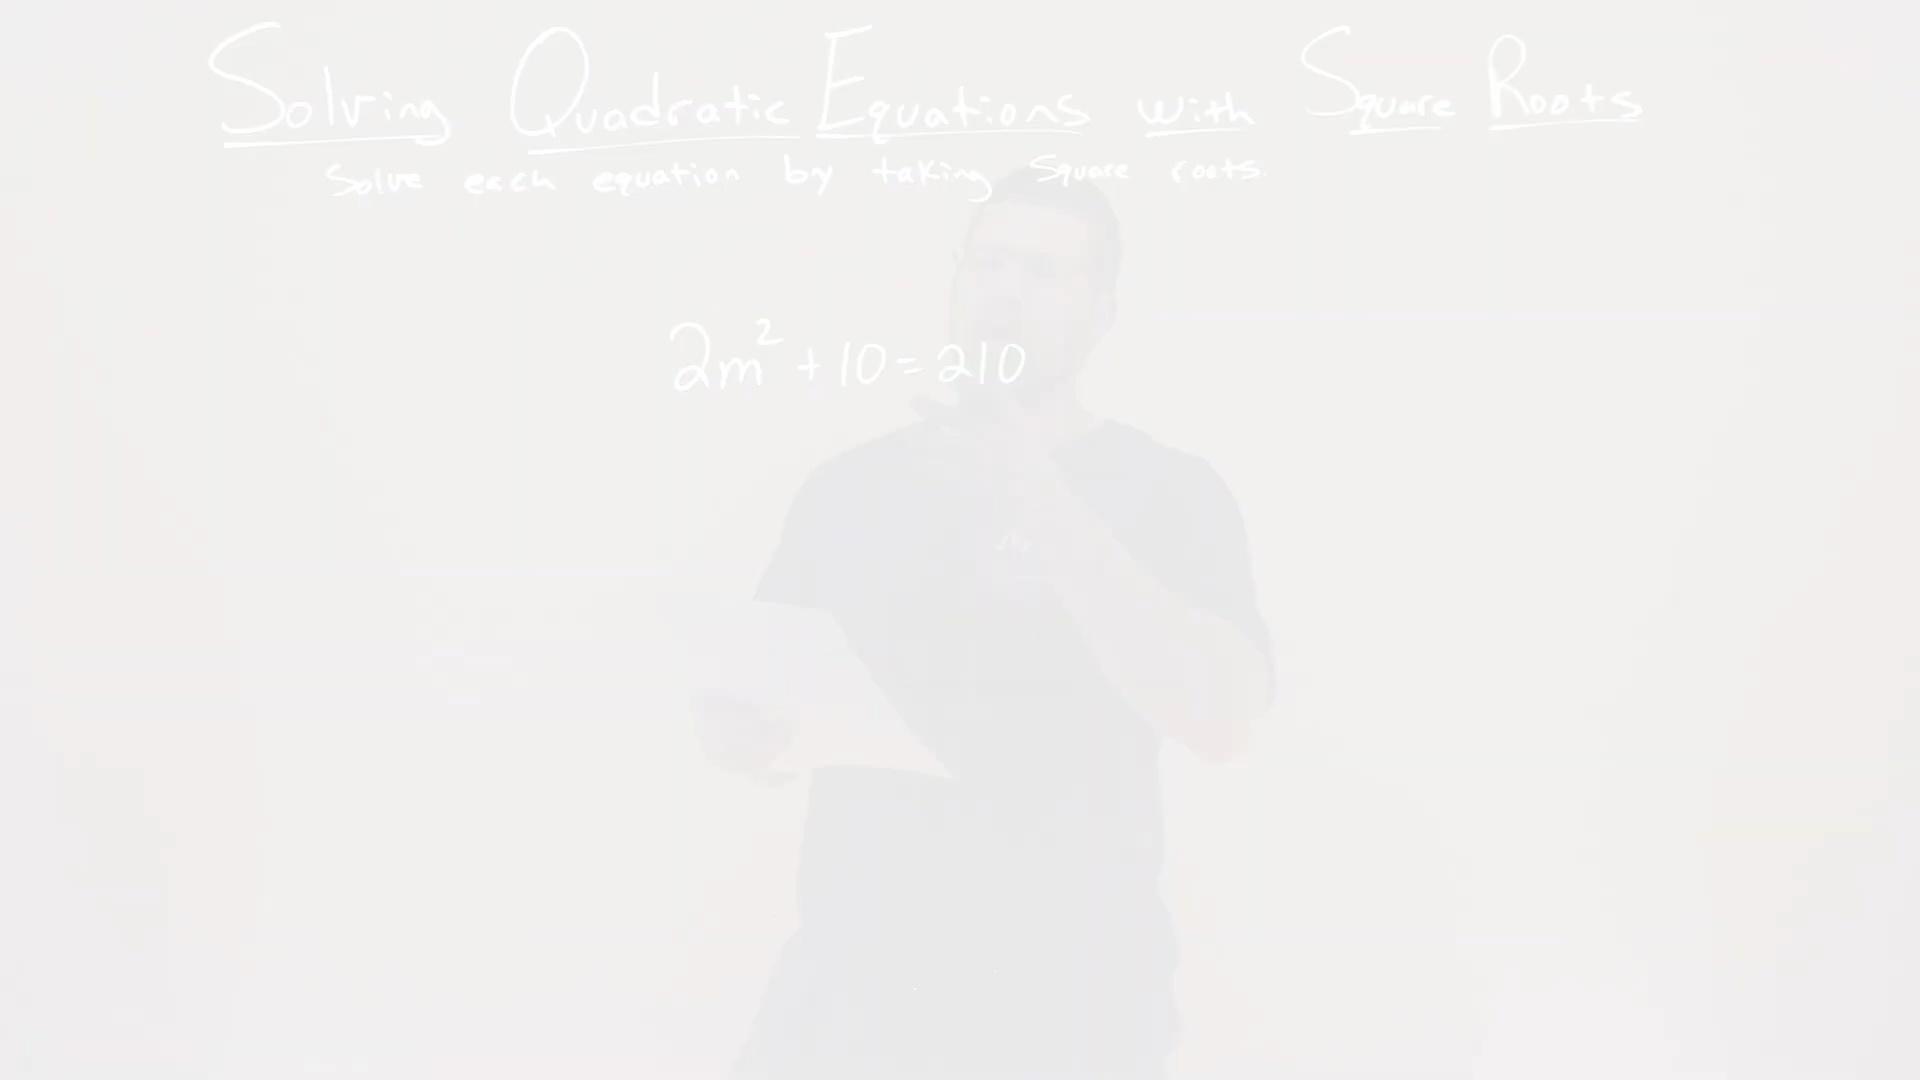 Solving Quadratic Equations with Square Roots
Solve each equation by taking square roots.
2m² + 10 = 210